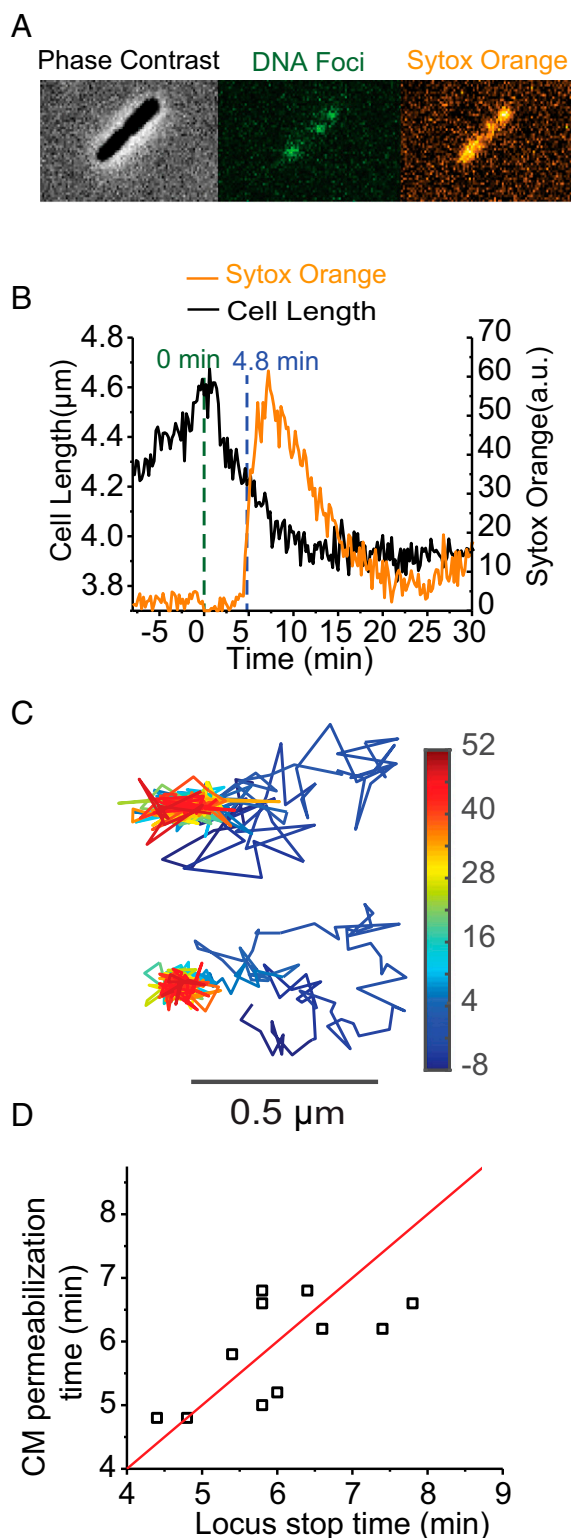 A
Phase Contrast DNA Foci Sytox Orange
B
Sytox Orange
Cell Length
0 min
4.8 min
4.8
4.6
4.4
4.2
4.0
3.8
Cell Length(µm)
70
60
50
40
30
20
10
0
Sytox Orange(a.u.)
-5 0 5 10 15 20 25 30
Time (min)
C
52
40
28
16
4
-8
0.5 µm
D
8
7
6
5
4
CM permeabilization
time (min)
4 5 6 7 8 9
Locus stop time (min)